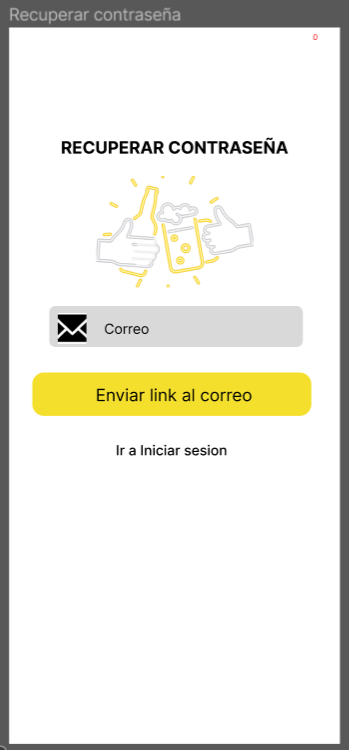 Recuperar contraseña
0
RECUPERAR CONTRASEÑA
Correo
Enviar link al correo
Ir a Iniciar sesion